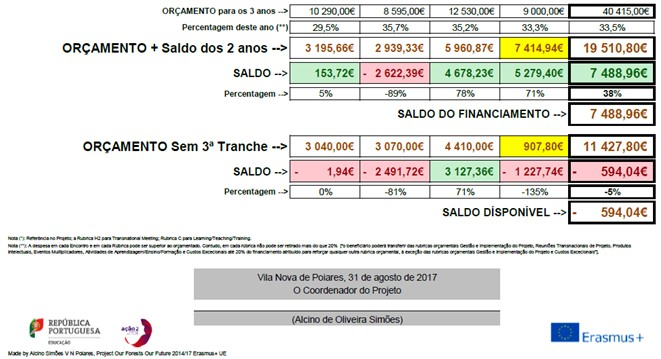 ORÇAMENTO para os 3 anos --> 10 290,00€ 8 595,00€ 12 530,00€ 9 000,00€ 40 415,00€
Percentagem deste ano (**) 29,5% 35,7% 35,2% 33,3% 33,5%
ORÇAMENTO + Saldo dos 2 anos --> 3 195,66€ 2 939,33€ 5 960,87€ 7 414,94€ 19 510,80€
SALDO --> 153,72€ - 2 622,39€ 4 678,23€ 5 279,40€ 7 488,96€
Percentagem --> 5% -89% 78% 71% 38%
SALDO DO FINANCIAMENTO --> 7 488,96€
ORÇAMENTO Sem 3ª Tranche --> 3 040,00€ 3 070,00€ 4 410,00€ 907,80€ 11 427,80€
SALDO --> - 1,94€ - 2 491,72€ 3 127,36€ - 1 227,74€ - 594,04€
Percentagem --> 0% -81% 71% -135% -5%
SALDO DÍSPONÍVEL --> - 594,04€
Nota (*): Referência no Projeto; a Rubrica H2 para Transnational Meeting; Rubrica C para Learning/Teaching/Training.
Nota (**): A despesa em cada Encontro e em cada Rubrica pode ser superior ao orçamentado. Contudo, em cada rubrica não pode ser retirado mais do que 20%. ["o beneficiário poderá transferir das rubricas orçamentais Gestão e Implementação do Projeto, Reuniões Transnacionais de Projeto, Produtos
Intelectuais, Eventos Multiplicadores, Atividades de Aprendizagem/Ensino/Formação e Custos Excecionais até 20% do financiamento atribuído para reforçar qualquer outra rubrica orçamental, à exceção das rubricas orçamentais Gestão e Implementação do Projeto e Custos Excecionais"].
Vila Nova de Poiares, 31 de agosto de 2017
O Coordenador do Projeto
(Alcino de Oliveira Simões)
REPÚBLICA
PORTUGUESA
EDUCAÇÃO
ação 2
Erasmus+
Made by Alcino Simões V N Poiares, Project Our Forests Our Future 2014/17 Erasmus+ UE